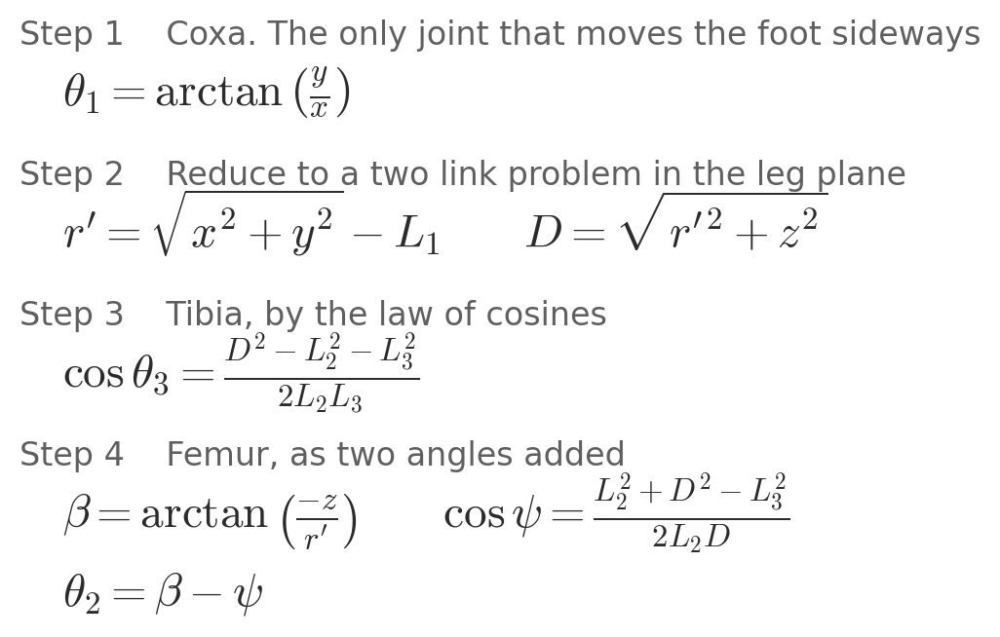 Step 1 Coxa. The only joint that moves the foot sideways
θ₁ = arctan (y/x)
Step 2 Reduce to a two link problem in the leg plane
r′ = √(x² + y²) − L₁ D = √(r′² + z²)
Step 3 Tibia, by the law of cosines
cos θ₃ = (D² − L₂² − L₃²)/(2L₂L₃)
Step 4 Femur, as two angles added
β = arctan (−z/r′) cos ψ = (L₂² + D² − L₃²)/(2L₂D)
θ₂ = β − ψ